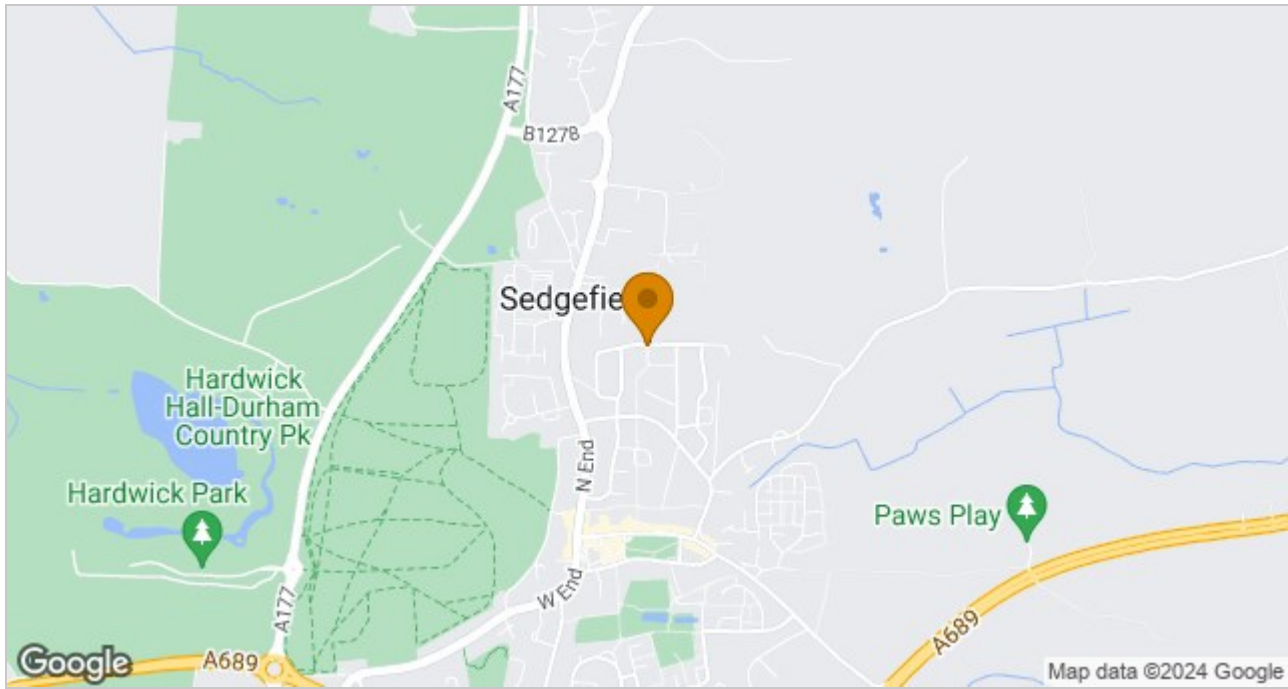 A177
B1278
Sedgefie
Hardwick
Hall-Durham
Country Pk
N End
Hardwick Park
Paws Play
W End
A177
A689
A689
Google
Map data ©2024 Google